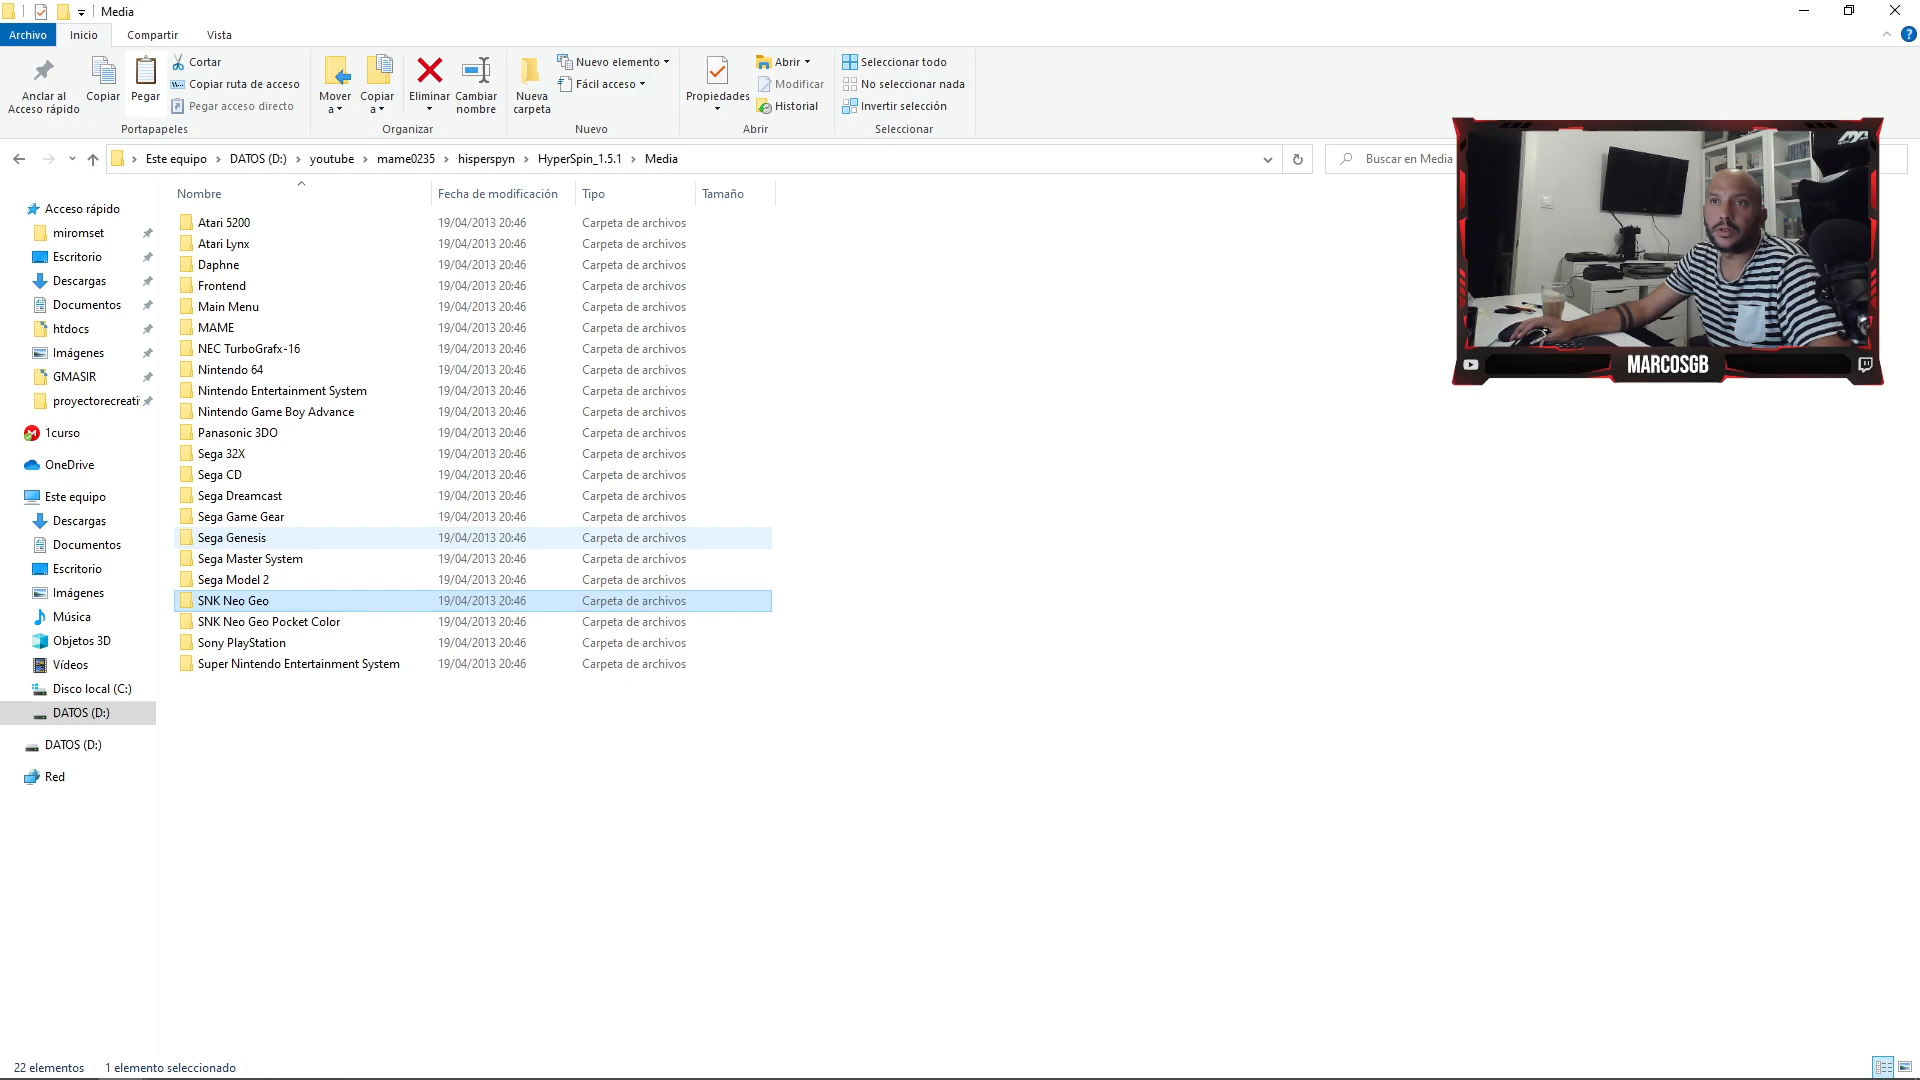 Media
Archivo Inicio Compartir Vista
Anclar al
Acceso rápido
Copiar
Pegar
Cortar
Copiar ruta de acceso
Pegar acceso directo
Portapapeles
Mover
a
Copiar
a
Eliminar
Cambiar
nombre
Organizar
Nueva
carpeta
Nuevo elemento
Fácil acceso
Nuevo
Propiedades
Abrir
Modificar
Historial
Abrir
Seleccionar todo
No seleccionar nada
Invertir selección
Seleccionar
Este equipo > DATOS (D:) > youtube > mame0235 > hisperspyn > HyperSpin_1.5.1 > Media
Buscar en Media
Acceso rápido
miromset
Escritorio
Descargas
Documentos
htdocs
Imágenes
GMASIR
proyectorecreati
1curso
OneDrive
Este equipo
Descargas
Documentos
Escritorio
Imágenes
Música
Objetos 3D
Vídeos
Disco local (C:)
DATOS (D:)
DATOS (D:)
Red
Nombre Fecha de modificación Tipo Tamaño
Atari 5200 19/04/2013 20:46 Carpeta de archivos
Atari Lynx 19/04/2013 20:46 Carpeta de archivos
Daphne 19/04/2013 20:46 Carpeta de archivos
Frontend 19/04/2013 20:46 Carpeta de archivos
Main Menu 19/04/2013 20:46 Carpeta de archivos
MAME 19/04/2013 20:46 Carpeta de archivos
NEC TurboGrafx-16 19/04/2013 20:46 Carpeta de archivos
Nintendo 64 19/04/2013 20:46 Carpeta de archivos
Nintendo Entertainment System 19/04/2013 20:46 Carpeta de archivos
Nintendo Game Boy Advance 19/04/2013 20:46 Carpeta de archivos
Panasonic 3DO 19/04/2013 20:46 Carpeta de archivos
Sega 32X 19/04/2013 20:46 Carpeta de archivos
Sega CD 19/04/2013 20:46 Carpeta de archivos
Sega Dreamcast 19/04/2013 20:46 Carpeta de archivos
Sega Game Gear 19/04/2013 20:46 Carpeta de archivos
Sega Genesis 19/04/2013 20:46 Carpeta de archivos
Sega Master System 19/04/2013 20:46 Carpeta de archivos
Sega Model 2 19/04/2013 20:46 Carpeta de archivos
SNK Neo Geo 19/04/2013 20:46 Carpeta de archivos
SNK Neo Geo Pocket Color 19/04/2013 20:46 Carpeta de archivos
Sony PlayStation 19/04/2013 20:46 Carpeta de archivos
Super Nintendo Entertainment System 19/04/2013 20:46 Carpeta de archivos
MARCOSGB
22 elementos 1 elemento seleccionado